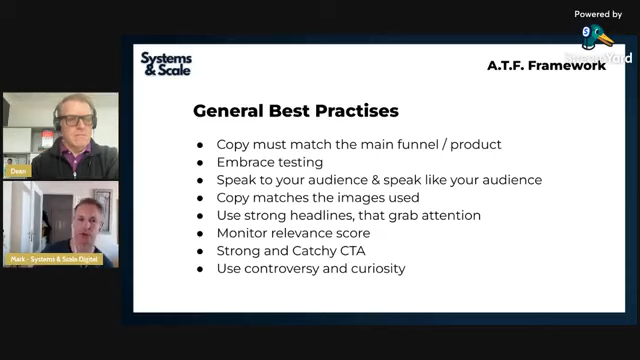 Powered by
StreamYard
Systems
& Scale
A.T.F. Framework
General Best Practises
● Copy must match the main funnel / product
● Embrace testing
● Speak to your audience & speak like your audience
● Copy matches the images used
● Use strong headlines, that grab attention
● Monitor relevance score
● Strong and Catchy CTA
● Use controversy and curiosity
Dean
Mark - Systems & Scale Digital